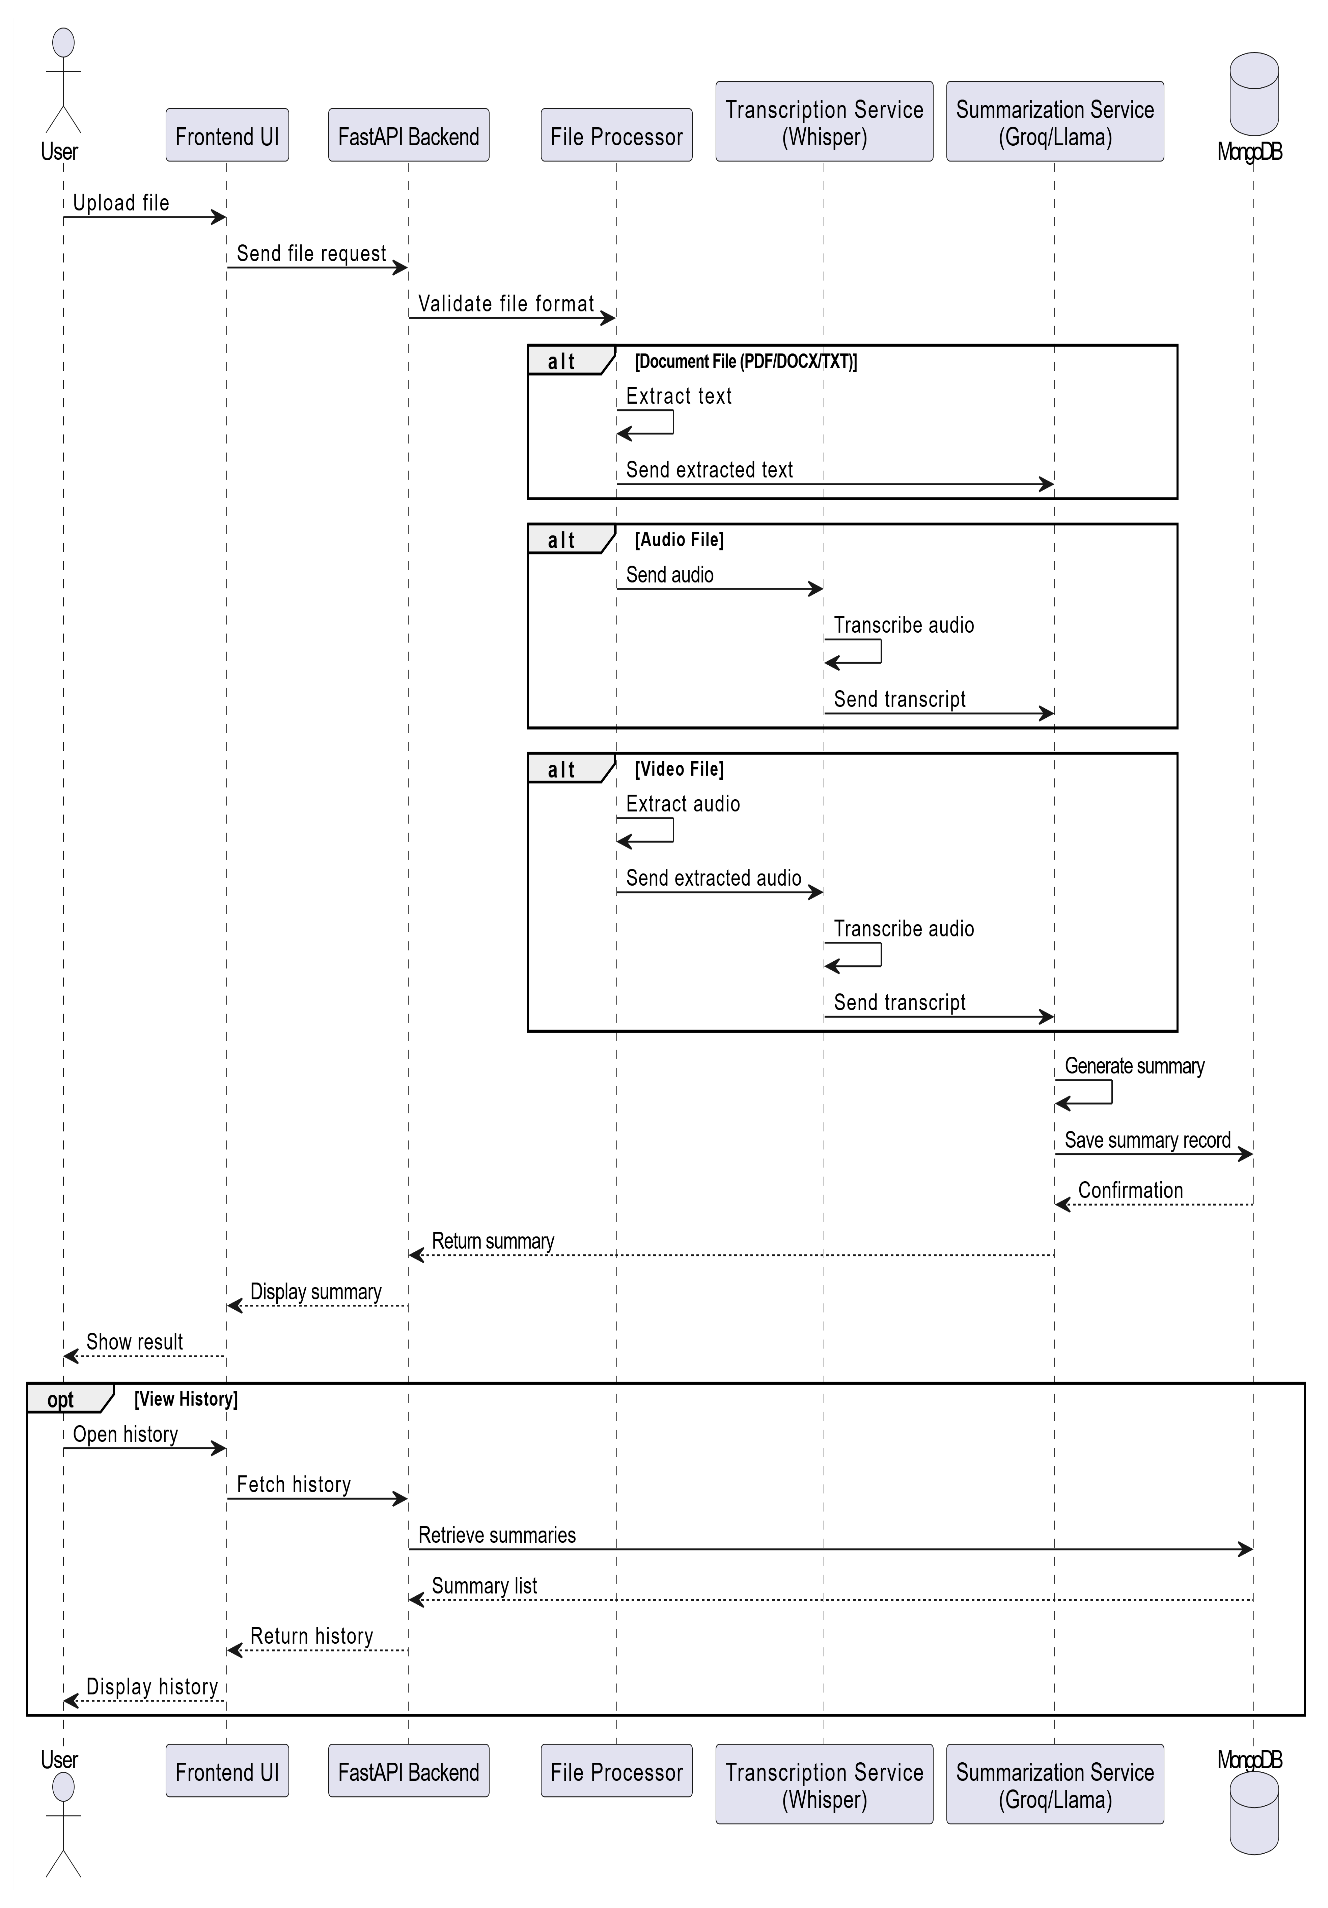 User
Frontend UI
FastAPI Backend
File Processor
Transcription Service
(Whisper)
Summarization Service
(Groq/Llama)
MongoDB
Upload file
Send file request
Validate file format
alt
[Document File (PDF/DOCX/TXT)]
Extract text
Send extracted text
alt
[Audio File]
Send audio
Transcribe audio
Send transcript
alt
[Video File]
Extract audio
Send extracted audio
Transcribe audio
Send transcript
Generate summary
Save summary record
Confirmation
Return summary
Display summary
Show result
opt
[View History]
Open history
Fetch history
Retrieve summaries
Summary list
Return history
Display history
User
Frontend UI
FastAPI Backend
File Processor
Transcription Service
(Whisper)
Summarization Service
(Groq/Llama)
MongoDB